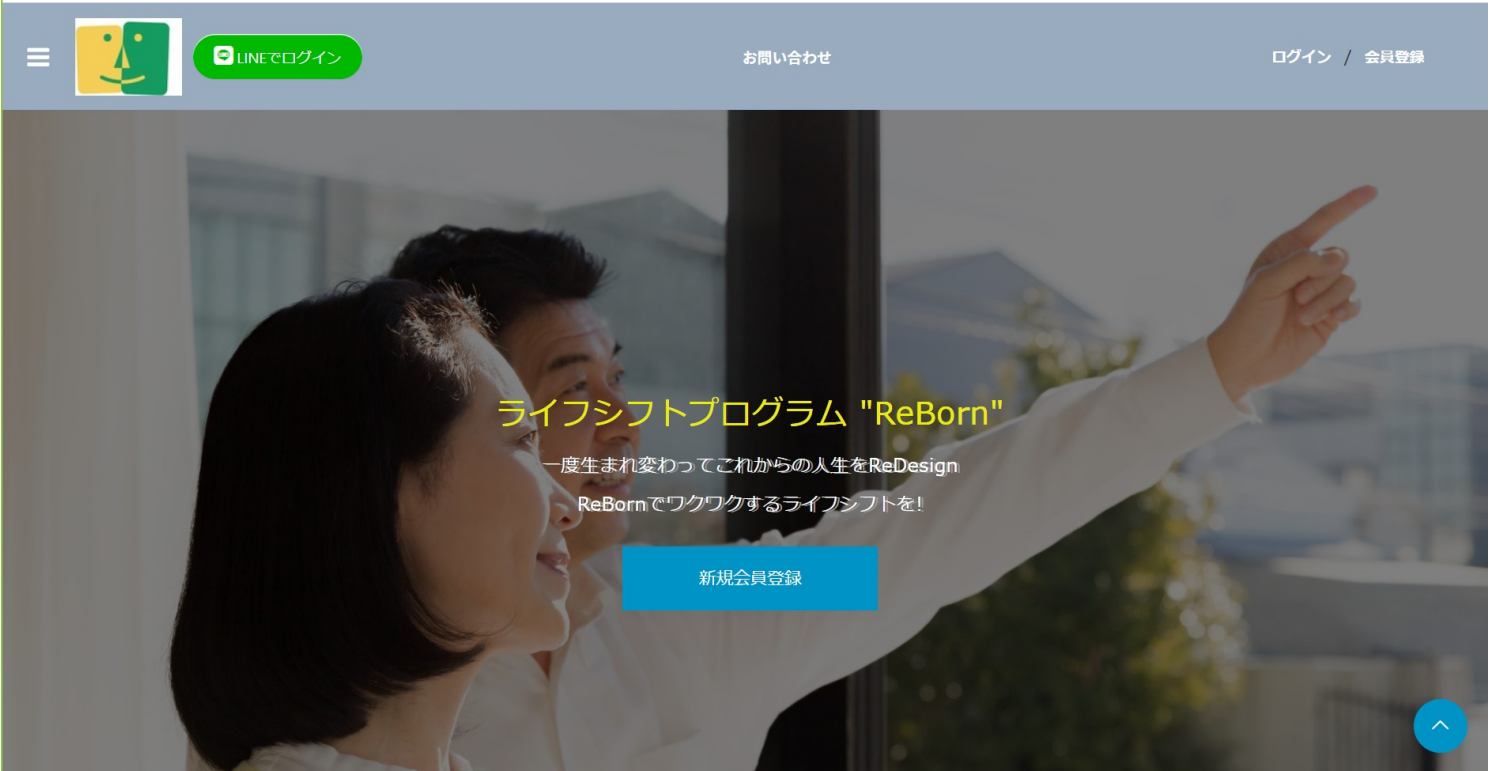 LINEでログイン
お問い合わせ
ログイン / 会員登録
ライフシフトプログラム "ReBorn"
一度生まれ変わってこれからの人生をReDesign
ReBornでワクワクするライフシフトを!
新規会員登録